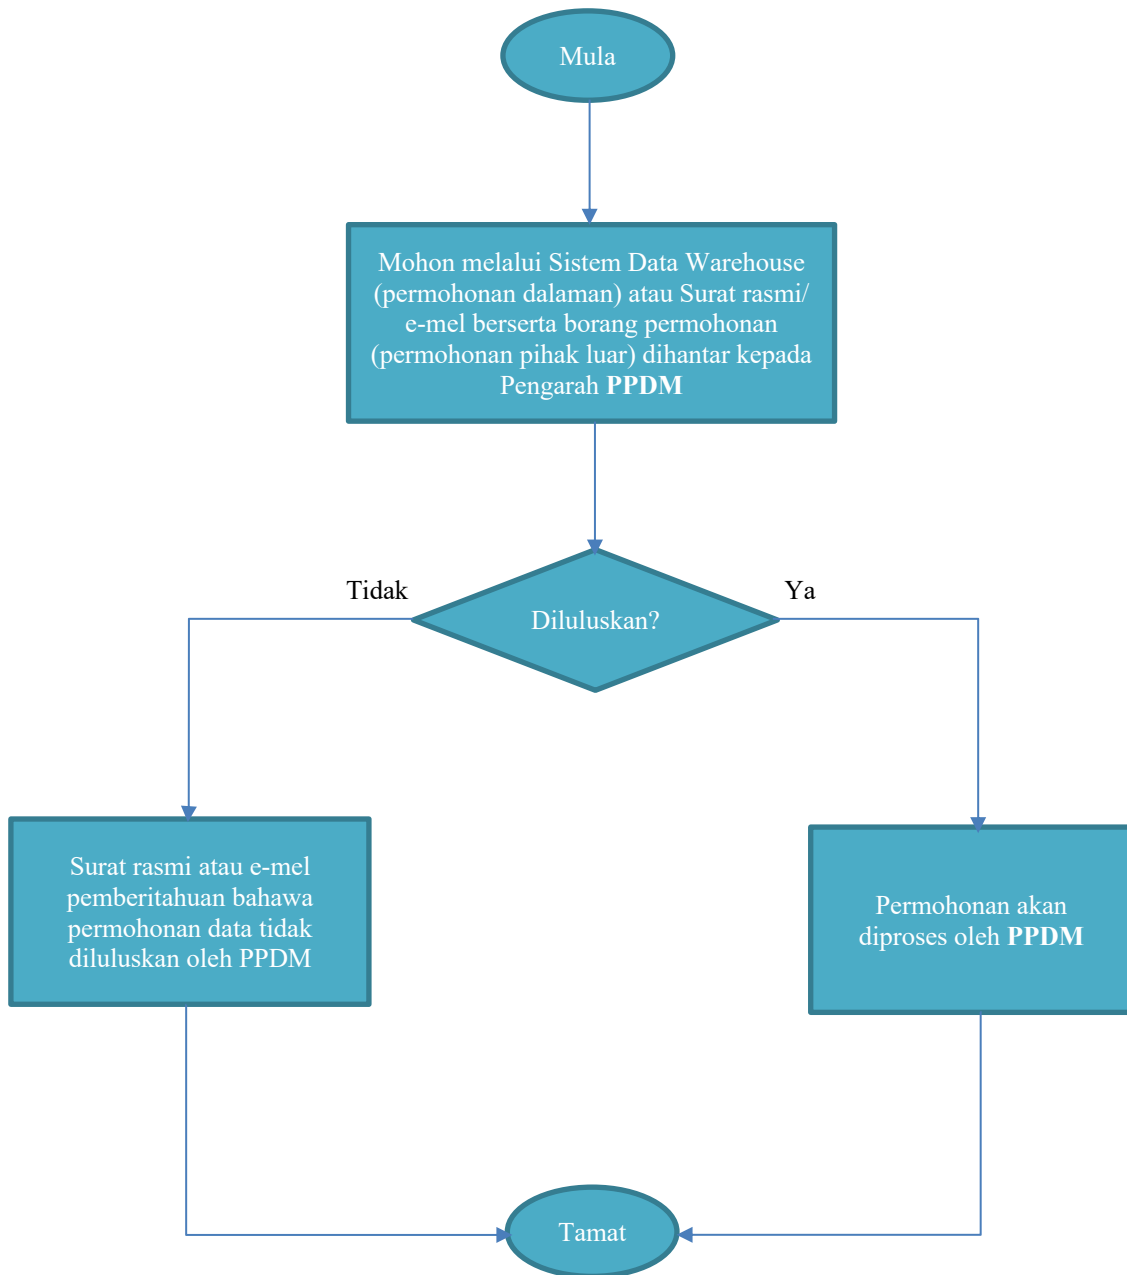 Mula
Mohon melalui Sistem Data Warehouse
(permohonan dalaman) atau Surat rasmi/
e-mel berserta borang permohonan
(permohonan pihak luar) dihantar kepada
Pengarah PPDM
Tidak
Ya
Diluluskan?
Surat rasmi atau e-mel
pemberitahuan bahawa
permohonan data tidak
diluluskan oleh PPDM
Permohonan akan
diproses oleh PPDM
Tamat